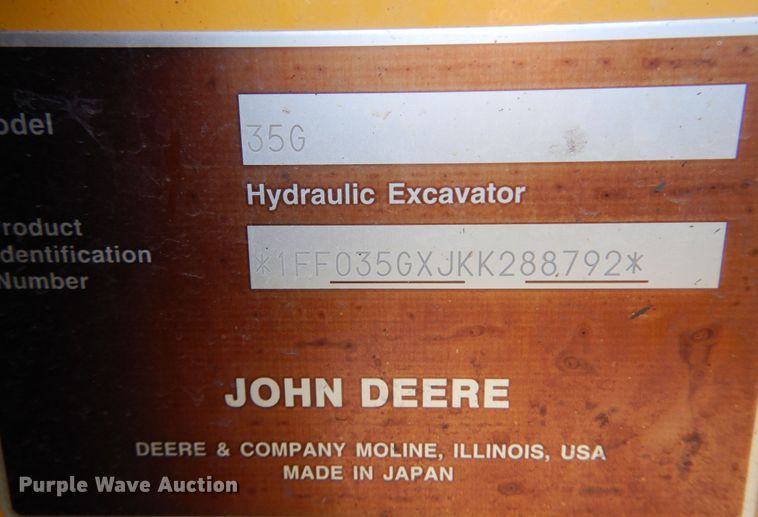 odel
35G
Hydraulic Excavator
roduct
dentification
Number
*1FF035GXJKK288792*
JOHN DEERE
DEERE & COMPANY MOLINE, ILLINOIS, USA
MADE IN JAPAN
Purple Wave Auction